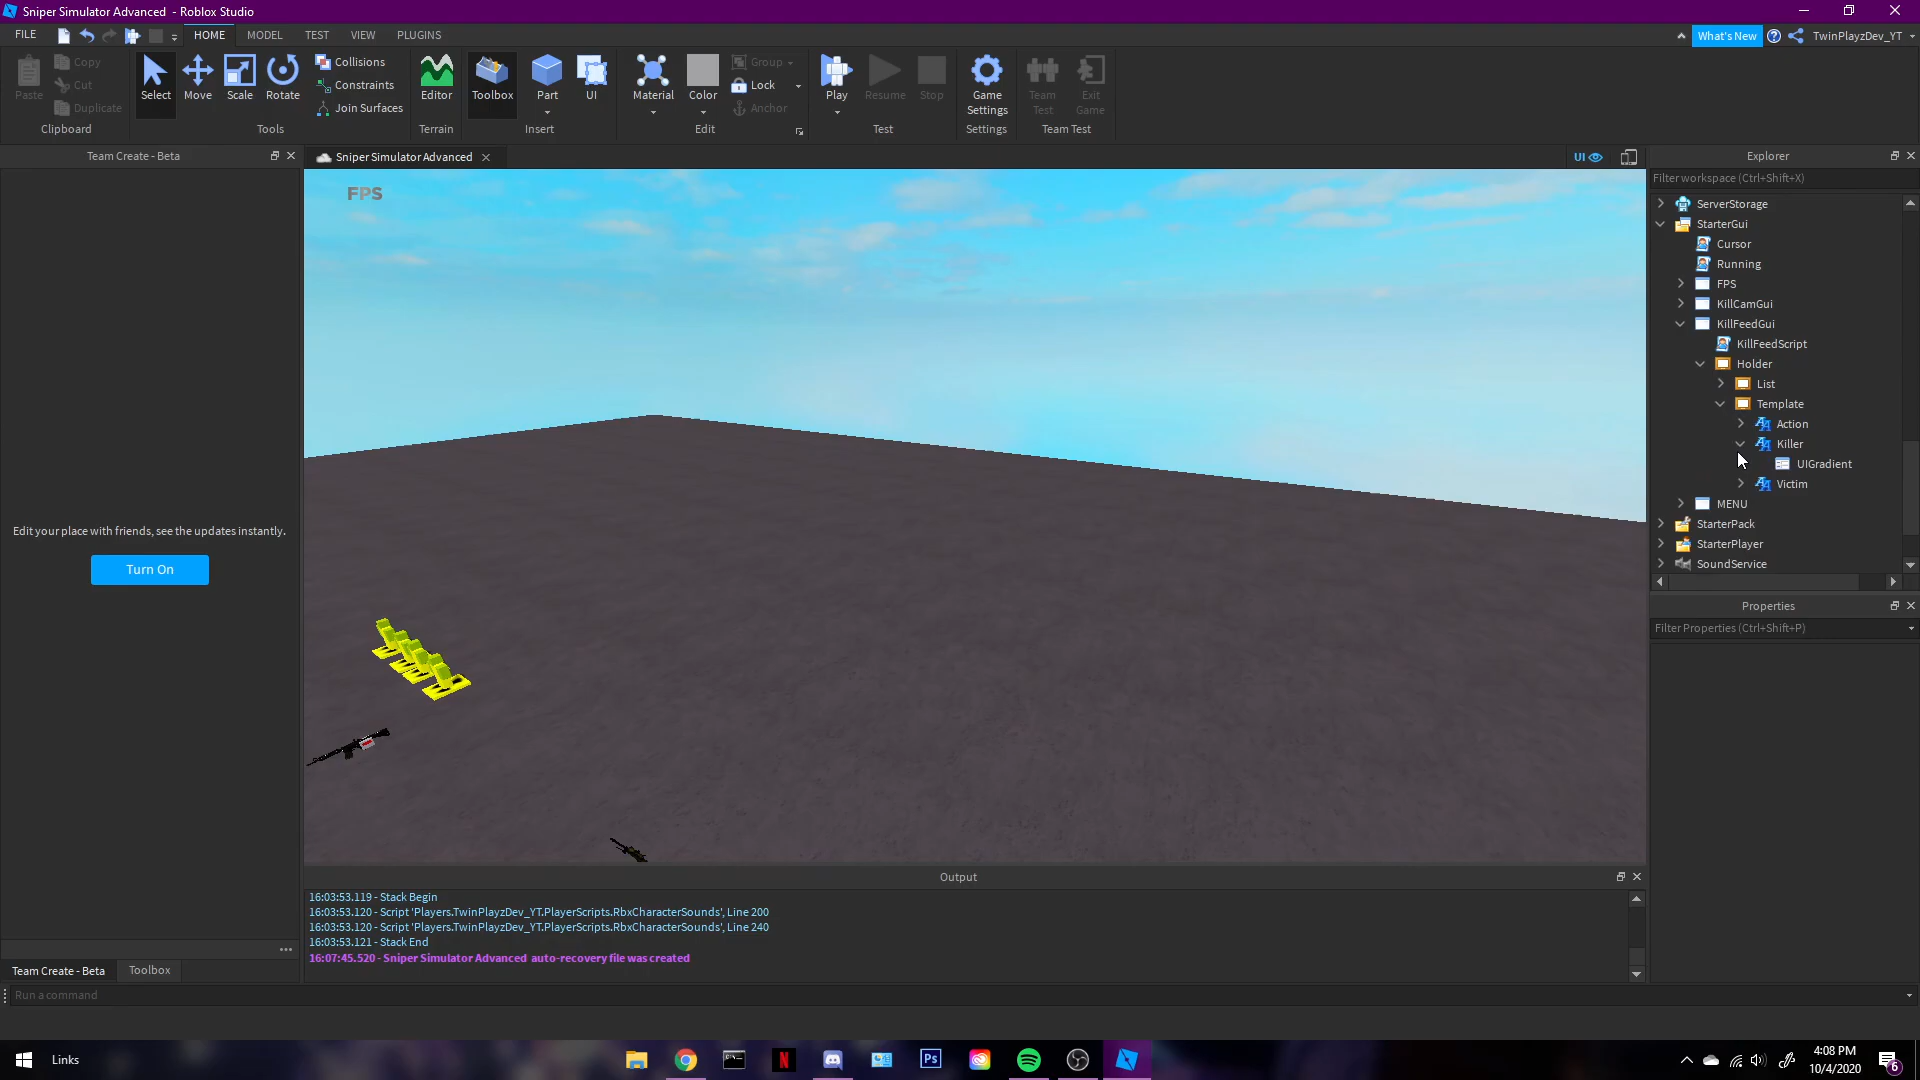 Sniper Simulator Advanced - Roblox Studio
FILE
HOME
MODEL
TEST
VIEW
PLUGINS
What's New
TwinPlayzDev_YT
Paste
Copy
Cut
Duplicate
Clipboard
Select
Move
Scale
Rotate
Collisions
Constraints
Join Surfaces
Tools
Editor
Terrain
Toolbox
Part
UI
Insert
Material
Color
Group
Lock
Anchor
Edit
Play
Resume
Stop
Test
Game Settings
Settings
Team Test
Exit Game
Team Test
Team Create - Beta
Edit your place with friends, see the updates instantly.
Turn On
Team Create - Beta
Toolbox
Sniper Simulator Advanced
UI
FPS
Output
16:03:53.119 - Stack Begin
16:03:53.120 - Script 'Players.TwinPlayzDev_YT.PlayerScripts.RbxCharacterSounds', Line 200
16:03:53.120 - Script 'Players.TwinPlayzDev_YT.PlayerScripts.RbxCharacterSounds', Line 240
16:03:53.121 - Stack End
16:07:45.520 - Sniper Simulator Advanced auto-recovery file was created
Explorer
Filter workspace (Ctrl+Shift+X)
ServerStorage
StarterGui
Cursor
Running
FPS
KillCamGui
KillFeedGui
KillFeedScript
Holder
List
Template
Action
Killer
UIGradient
Victim
MENU
StarterPack
StarterPlayer
SoundService
Properties
Filter Properties (Ctrl+Shift+P)
Run a command
Links
Ps
4:08 PM
10/4/2020
6